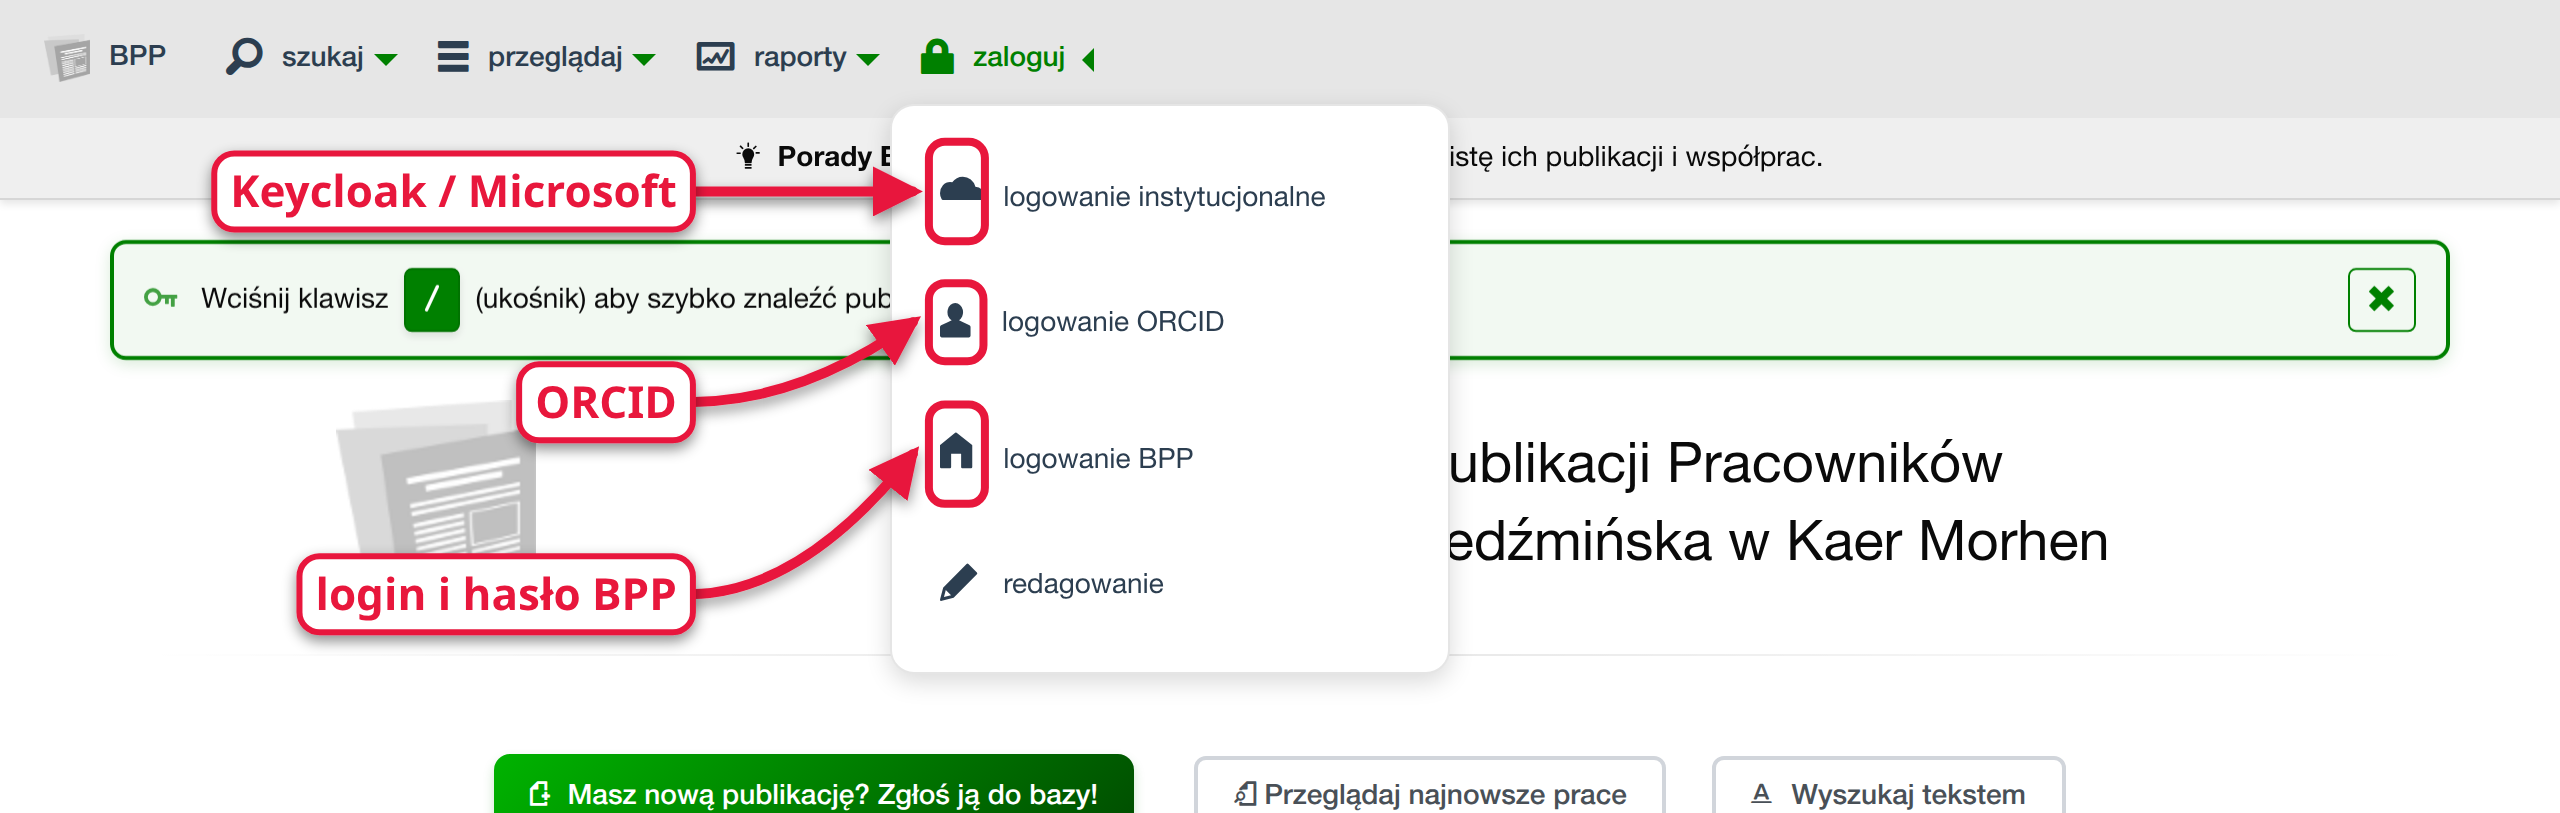 BPP szukaj przeglądaj raporty zaloguj
Porady istę ich publikacji i współprac.
Keycloak / Microsoft
logowanie instytucjonalne
Wciśnij klawisz / (ukośnik) aby szybko znaleźć pub
logowanie ORCID
ORCID
logowanie BPP
ublikacji Pracowników
edźmińska w Kaer Morhen
login i hasło BPP
redagowanie
Masz nową publikację? Zgłoś ją do bazy! Przeglądaj najnowsze prace Wyszukaj tekstem